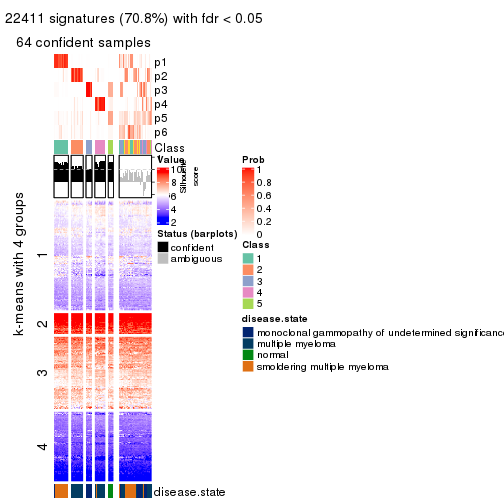 22411 signatures (70.8%) with fdr < 0.05
64 confident samples
p1
p2
p3
p4
p5
p6
Class
Silhouette
score
k-means with 4 groups
1
2
3
4
disease.state
Value
10
8
6
4
2
Status (barplots)
confident
ambiguous
Prob
1
0.8
0.6
0.4
0.2
0
Class
1
2
3
4
5
disease.state
monoclonal gammopathy of undetermined significance
multiple myeloma
normal
smoldering multiple myeloma